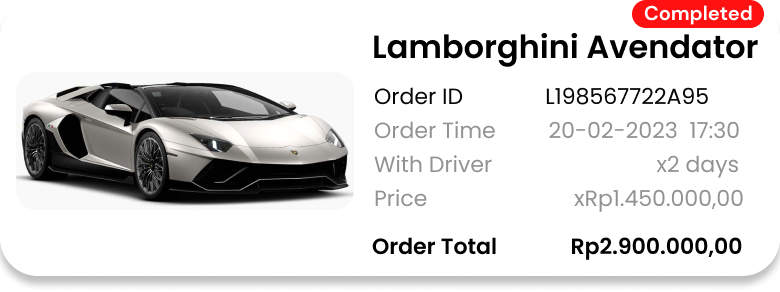 Completed
Lamborghini Avendator
Order ID L198567722A95
Order Time 20-02-2023 17:30
With Driver x2 days
Price xRp1.450.000,00
Order Total Rp2.900.000,00